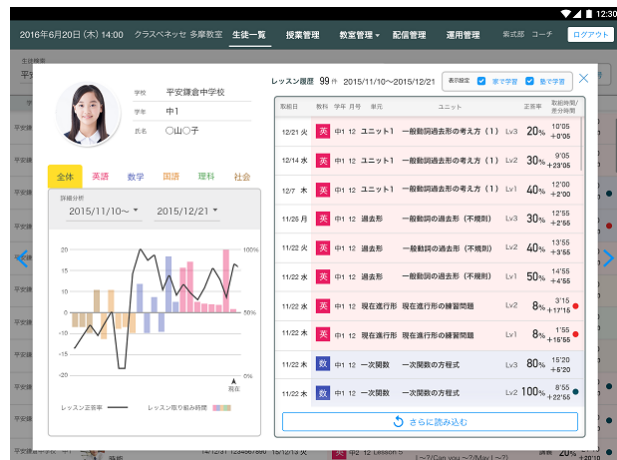 12:30
2016年6月20日 (木) 14:00 クラスベネッセ 多摩教室 生徒一覧 授業管理 教室管理 配信管理 運用管理 紫式部 コーチ ログアウト
生徒検索
学校 平安鎌倉中学校
学年 中1
氏名 〇山〇子
全体 英語 数学 国語 理科 社会
詳細分析
2015/11/10~ 2015/12/21
20 100%
15
10
0 50%
-10
-15
-20 0%
現在
レッスン正答率 レッスン取り組み時間
レッスン履歴 99件 2015/11/10~2015/12/21 表示設定 家で学習 塾で学習
取組日 教科 学年 月号 単元 ユニット 正答率 取組時間/差分時間
12/21 火 英 中1 12 ユニット1 一般動詞過去形の考え方 (1) Lv3 20% 10'05 +0'05
12/14 水 英 中1 12 ユニット1 一般動詞過去形の考え方 (1) Lv2 30% 9'05 +23'05
12/7 木 英 中1 12 ユニット1 一般動詞過去形の考え方 (1) Lv1 40% 12'00 +2'00
11/26 月 英 中1 12 過去形 一般動詞の過去形 (不規則) Lv3 30% 12'55 +2'55
11/22 火 英 中1 12 過去形 一般動詞の過去形 (不規則) Lv2 40% 13'55 +3'55
11/22 水 英 中1 12 過去形 一般動詞の過去形 (不規則) Lv1 50% 14'55 +4'55
11/22 水 英 中1 12 現在進行形 現在進行形の練習問題 Lv2 8% 3'15 +17'15
11/22 木 英 中1 12 現在進行形 現在進行形の練習問題 Lv1 8% 1'55 +15'55
11/22 木 数 中1 12 一次関数 一次関数の方程式 Lv3 80% 15'20 +5'20
11/22 木 数 中1 12 一次関数 一次関数の方程式 Lv2 100% 8'55 +22'55
さらに読み込む